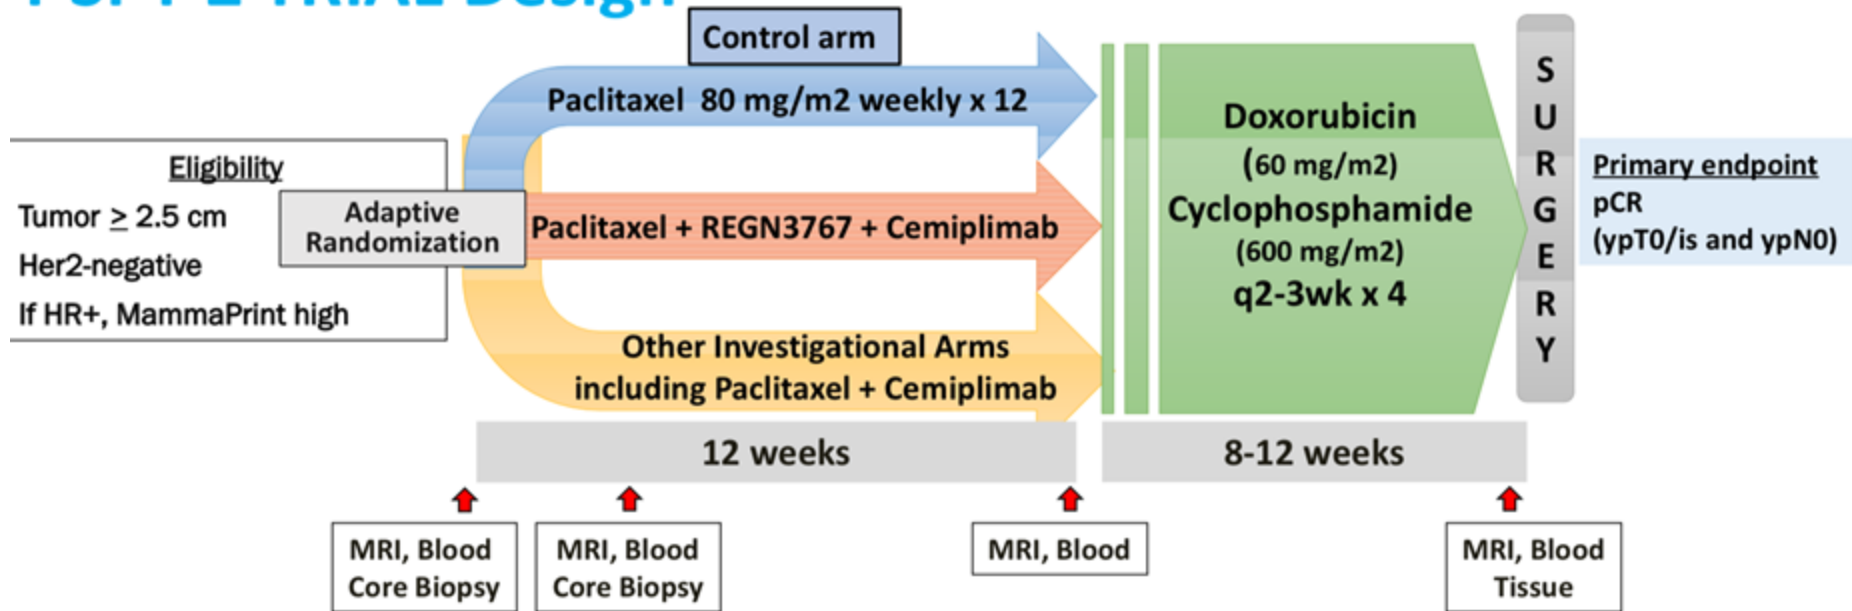 TRIAL Design
Control arm
Paclitaxel 80 mg/m2 weekly x 12
Eligibility
Tumor ≥ 2.5 cm
Her2-negative
If HR+, MammaPrint high
Adaptive
Randomization
Paclitaxel + REGN3767 + Cemiplimab
Other Investigational Arms
including Paclitaxel + Cemiplimab
Doxorubicin
(60 mg/m2)
Cyclophosphamide
(600 mg/m2)
q2-3wk x 4
S
U
R
G
E
R
Y
Primary endpoint
pCR
(ypT0/is and ypN0)
12 weeks
8-12 weeks
MRI, Blood
Core Biopsy
MRI, Blood
Core Biopsy
MRI, Blood
MRI, Blood
Tissue